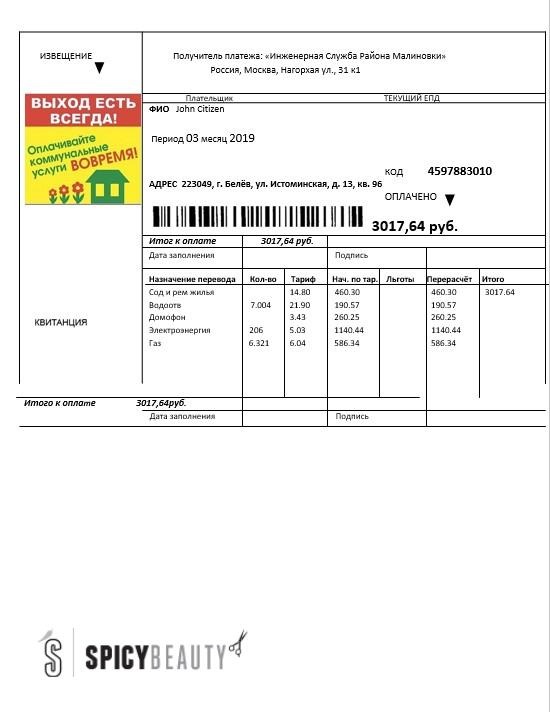 ИЗВЕЩЕНИЕ
Получитель платежа: «Инженерная Служба Района Малиновки»
Россия, Москва, Нагорхая ул., 31 к1
Плательщик ТЕКУЩИЙ ЕПД
ВЫХОД ЕСТЬ
ВСЕГДА!
Оплачивайте
коммунальные
услуги ВОВРЕМЯ!
ФИО John Citizen
Период 03 месяц 2019
КОД 4597883010
АДРЕС 223049, г. Белёв, ул. Истоминская, д. 13, кв. 96
ОПЛАЧЕНО
3017,64 руб.
Итог к оплате 3017,64 руб.
Дата заполнения Подпись
Назначение перевода Кол-во Тариф Нач. по тар. Льготы Перерасчёт Итого
Сод и рем жилья 14.80 460.30 460.30 3017.64
Водоотв 7.004 21.90 190.57 190.57
Домофон 3.43 260.25 260.25
КВИТАНЦИЯ
Электроэнергия 206 5.03 1140.44 1140.44
Газ 6.321 6.04 586.34 586.34
Итого к оплате 3017,64руб.
Дата заполнения Подпись
S SPICYBEAUTY